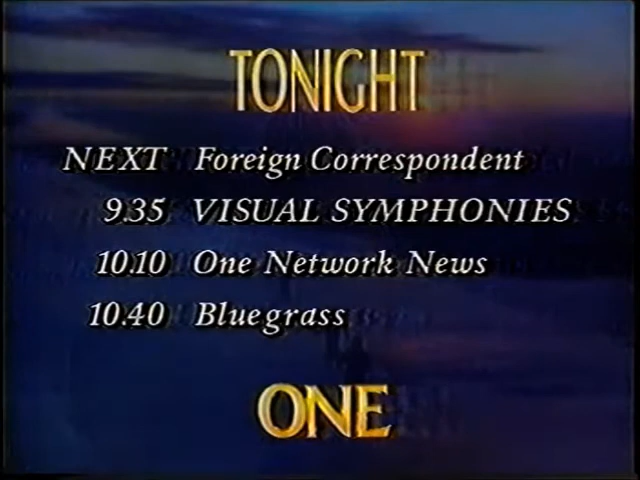 TONIGHT
NEXT Foreign Correspondent
9.35 VISUAL SYMPHONIES
10.10 One Network News
10.40 Bluegrass
ONE